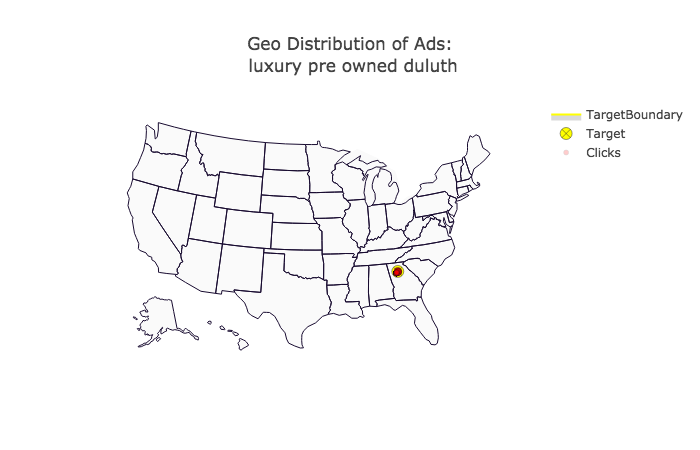 Geo Distribution of Ads:
luxury pre owned duluth
TargetBoundary
Target
Clicks